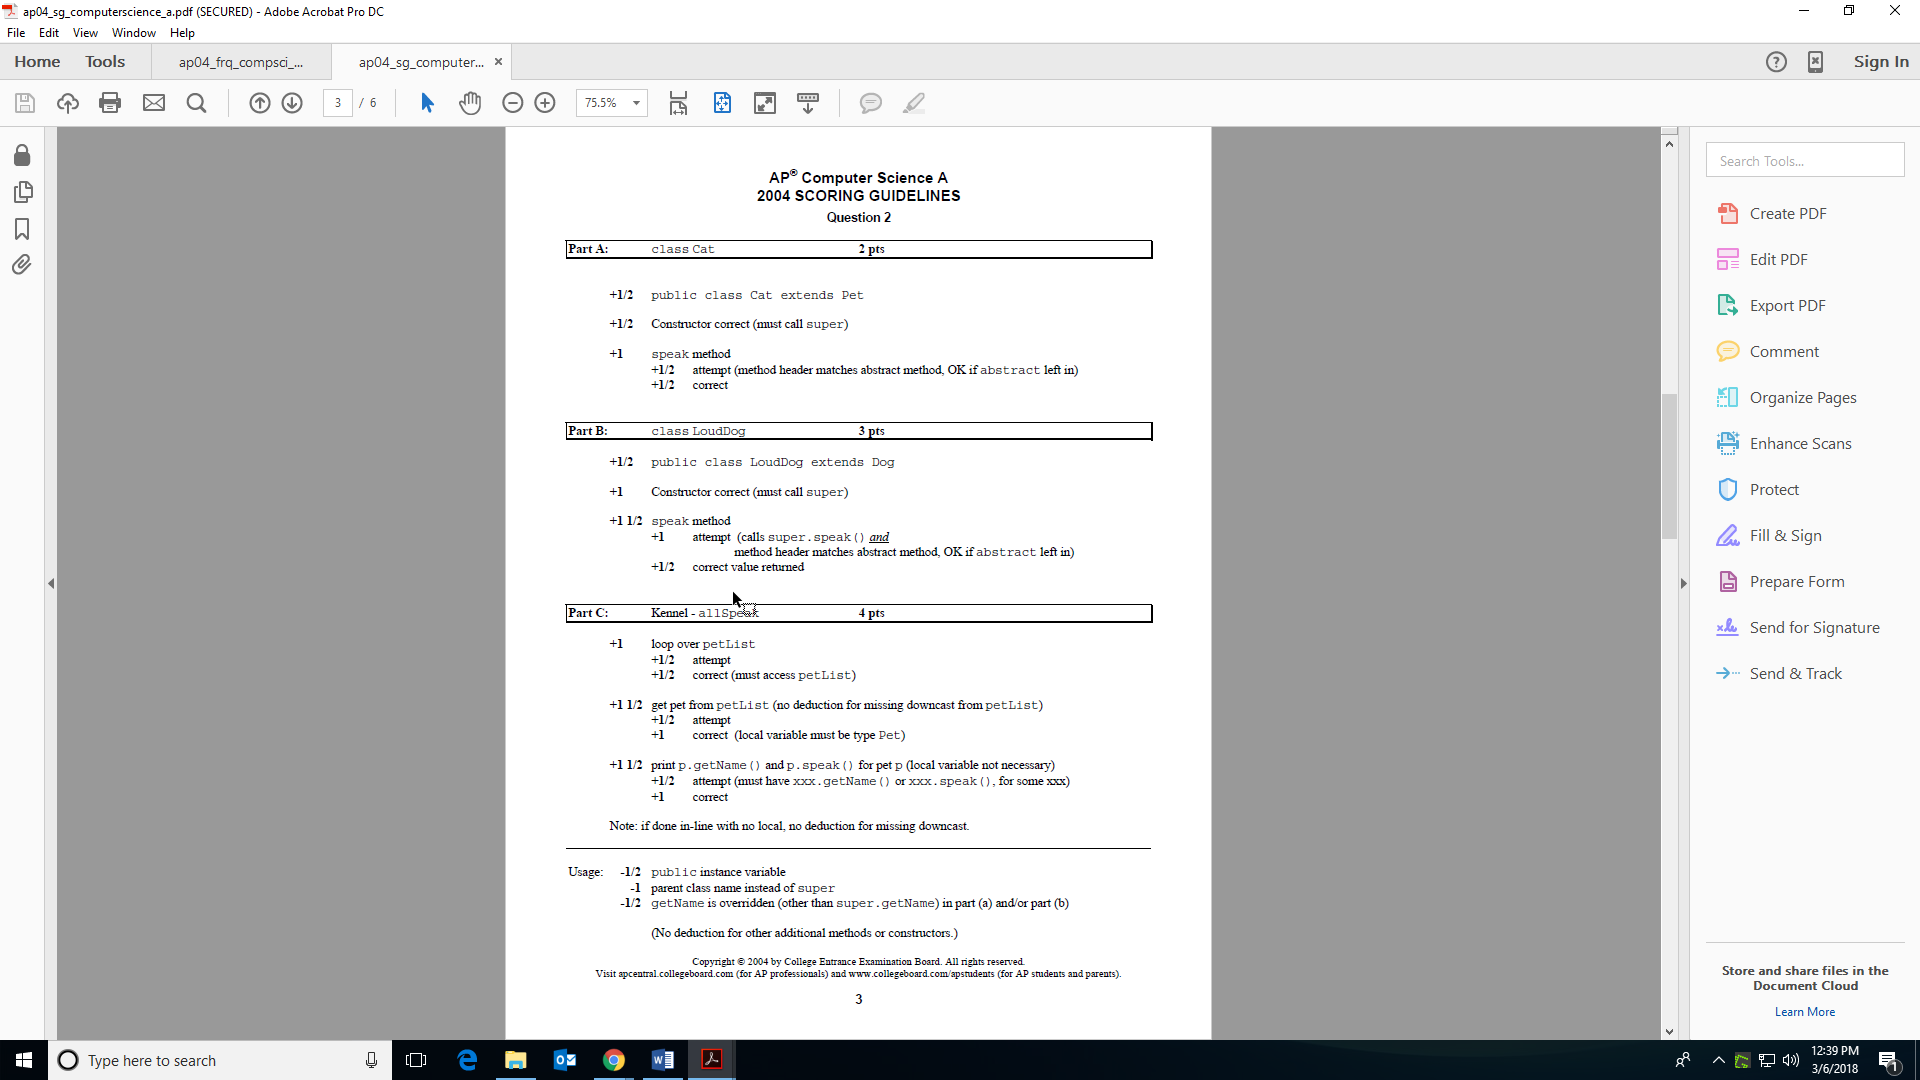 ap04_sg_computerscience_a.pdf (SECURED) - Adobe Acrobat Pro DC
File Edit View Window Help
Home Tools ap04_frq_compsci_... ap04_sg_computer... × Sign In
3 / 6 75.5%
AP® Computer Science A
2004 SCORING GUIDELINES
Question 2
Part A: class Cat 2 pts
+1/2 public class Cat extends Pet
+1/2 Constructor correct (must call super)
+1 speak method
+1/2 attempt (method header matches abstract method, OK if abstract left in)
+1/2 correct
Part B: class LoudDog 3 pts
+1/2 public class LoudDog extends Dog
+1 Constructor correct (must call super)
+1 1/2 speak method
+1 attempt (calls super.speak() and
method header matches abstract method, OK if abstract left in)
+1/2 correct value returned
Part C: Kennel - allSpeak 4 pts
+1 loop over petList
+1/2 attempt
+1/2 correct (must access petList)
+1 1/2 get pet from petList (no deduction for missing downcast from petList)
+1/2 attempt
+1 correct (local variable must be type Pet)
+1 1/2 print p.getName() and p.speak() for pet p (local variable not necessary)
+1/2 attempt (must have xxx.getName() or xxx.speak(), for some xxx)
+1 correct
Note: if done in-line with no local, no deduction for missing downcast.
Usage: -1/2 public instance variable
-1 parent class name instead of super
-1/2 getName is overridden (other than super.getName) in part (a) and/or part (b)
(No deduction for other additional methods or constructors.)
Copyright © 2004 by College Entrance Examination Board. All rights reserved.
Visit apcentral.collegeboard.com (for AP professionals) and www.collegeboard.com/apstudents (for AP students and parents).
3
Search Tools...
Create PDF
Edit PDF
Export PDF
Comment
Organize Pages
Enhance Scans
Protect
Fill & Sign
Prepare Form
Send for Signature
Send & Track
Store and share files in the
Document Cloud
Learn More
Type here to search
12:39 PM
3/6/2018
1